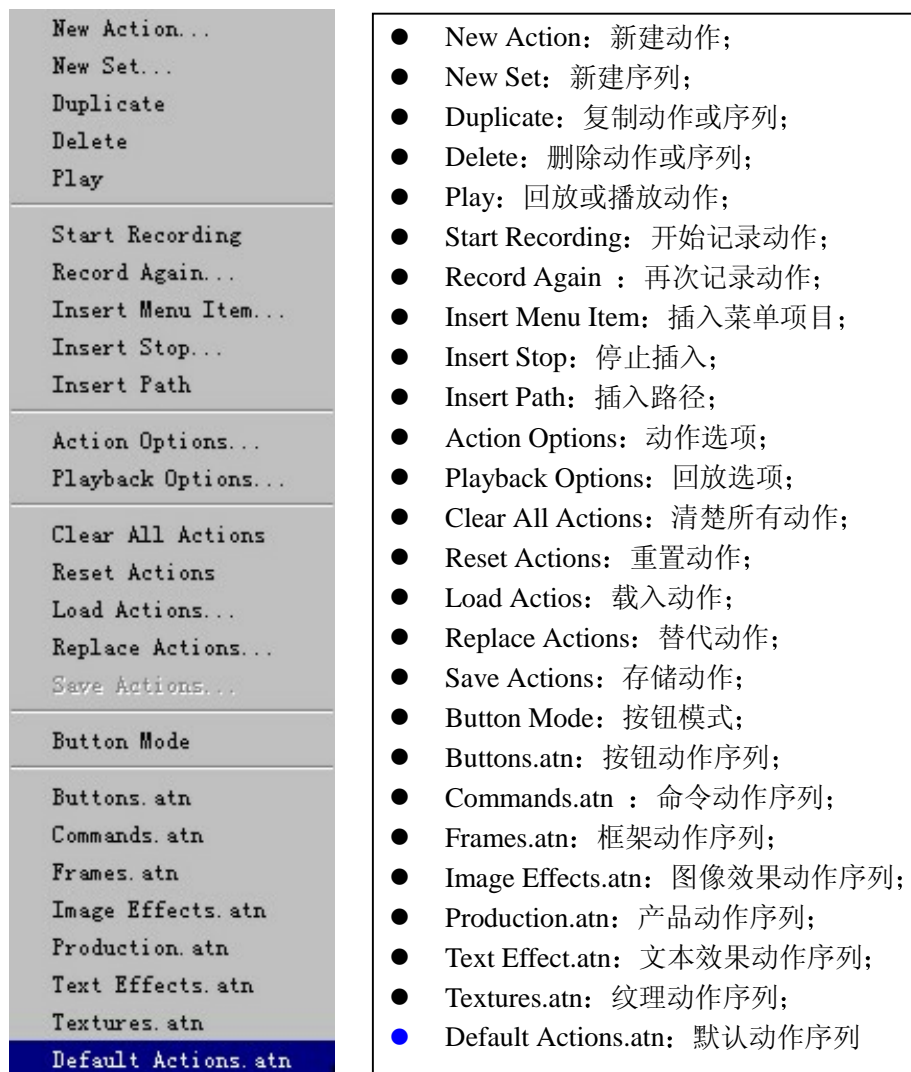 New Action...
New Set...
Duplicate
Delete
Play
Start Recording
Record Again...
Insert Menu Item...
Insert Stop...
Insert Path
Action Options...
Playback Options...
Clear All Actions
Reset Actions
Load Actions...
Replace Actions...
Save Actions...
Button Mode
Buttons.atn
Commands.atn
Frames.atn
Image Effects.atn
Production.atn
Text Effects.atn
Textures.atn
Default Actions.atn
● New Action：新建动作；
● New Set：新建序列；
● Duplicate：复制动作或序列；
● Delete：删除动作或序列；
● Play：回放或播放动作；
● Start Recording：开始记录动作；
● Record Again ：再次记录动作；
● Insert Menu Item：插入菜单项目；
● Insert Stop：停止插入；
● Insert Path：插入路径；
● Action Options：动作选项；
● Playback Options：回放选项；
● Clear All Actions：清楚所有动作；
● Reset Actions：重置动作；
● Load Actios：载入动作；
● Replace Actions：替代动作；
● Save Actions：存储动作；
● Button Mode：按钮模式；
● Buttons.atn：按钮动作序列；
● Commands.atn ：命令动作序列；
● Frames.atn：框架动作序列；
● Image Effects.atn：图像效果动作序列；
● Production.atn：产品动作序列；
● Text Effect.atn：文本效果动作序列；
● Textures.atn：纹理动作序列；
● Default Actions.atn：默认动作序列